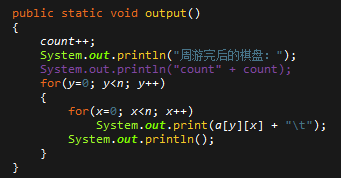 public static void output()
{
count++;
System.out.println("周游完后的棋盘: ");
System.out.println("count" + count);
for(y=0; y<n; y++)
{
for(x=0; x<n; x++)
System.out.print(a[y][x] + "\t");
System.out.println();
}
}